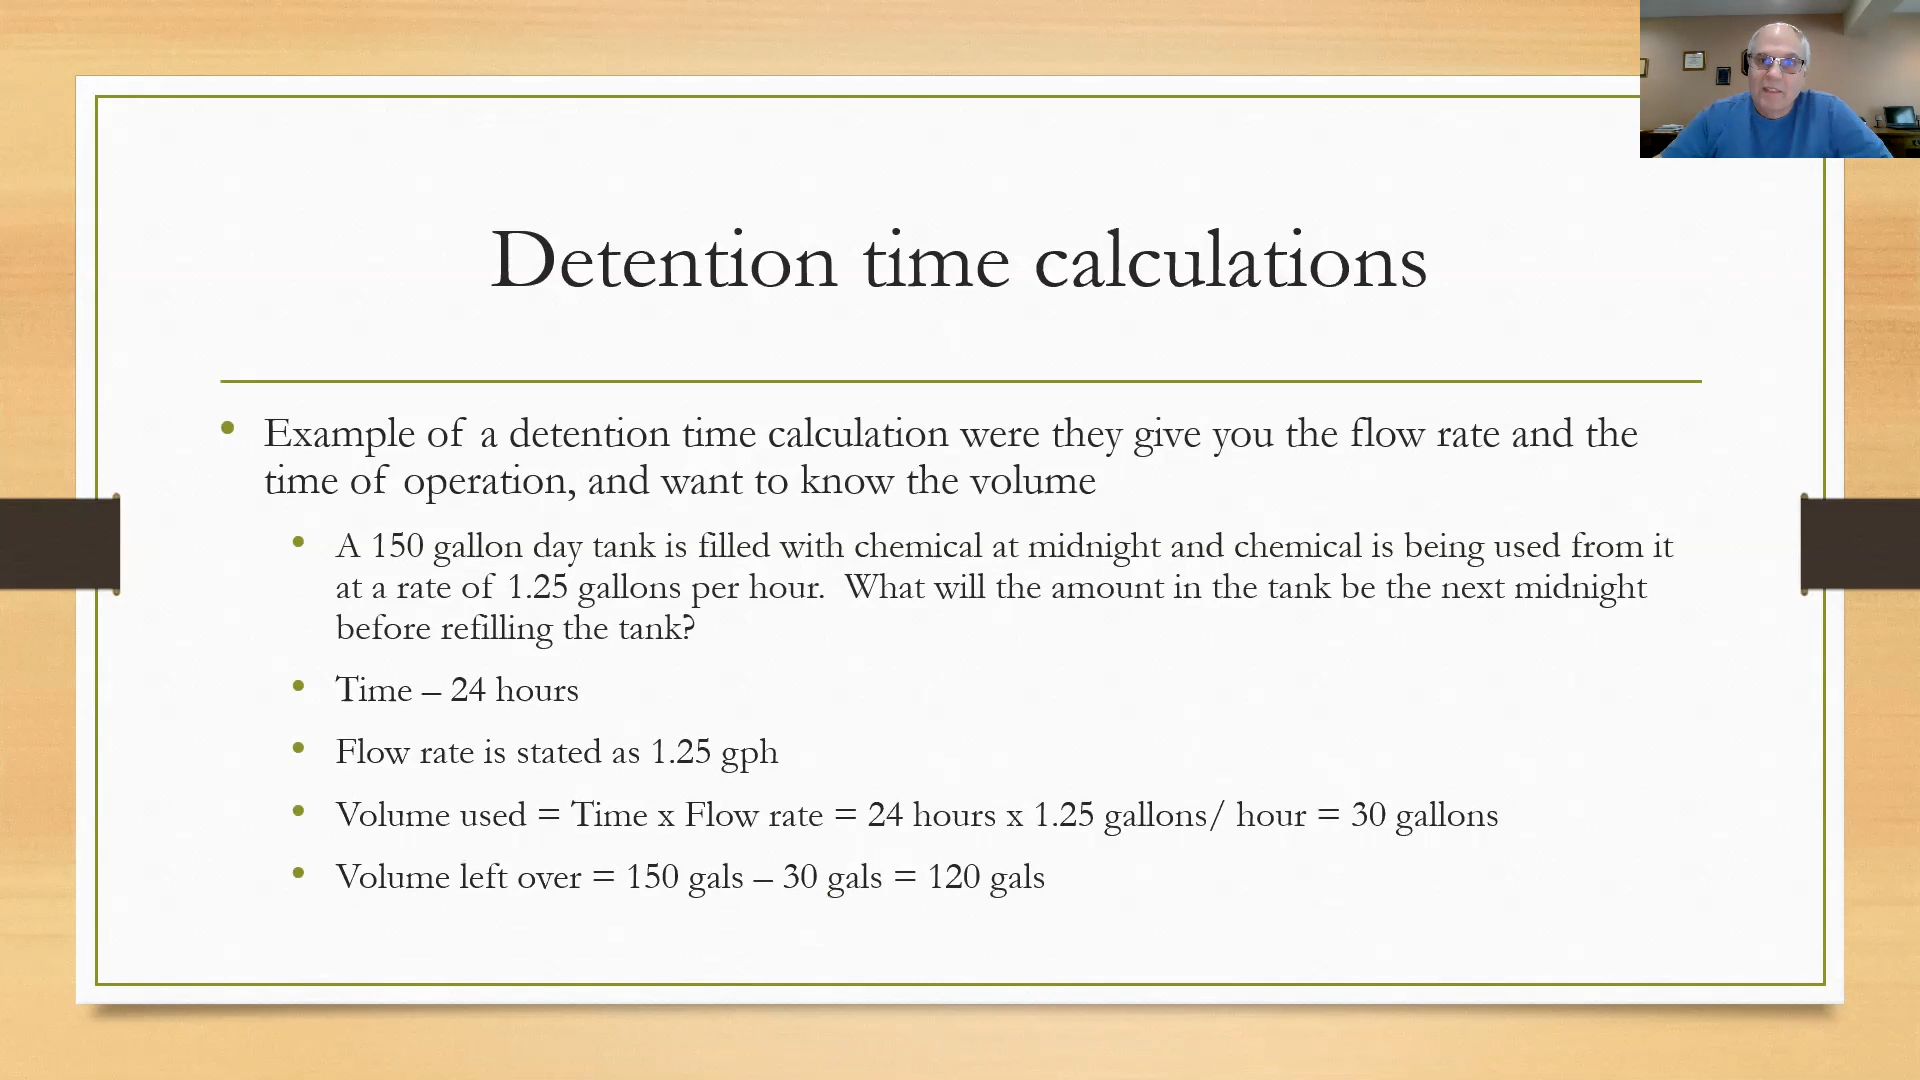 Detention time calculations
• Example of a detention time calculation were they give you the flow rate and the
time of operation, and want to know the volume
• A 150 gallon day tank is filled with chemical at midnight and chemical is being used from it
at a rate of 1.25 gallons per hour.  What will the amount in the tank be the next midnight
before refilling the tank?
• Time – 24 hours
• Flow rate is stated as 1.25 gph
• Volume used = Time x Flow rate = 24 hours x 1.25 gallons/ hour = 30 gallons
• Volume left over = 150 gals – 30 gals = 120 gals